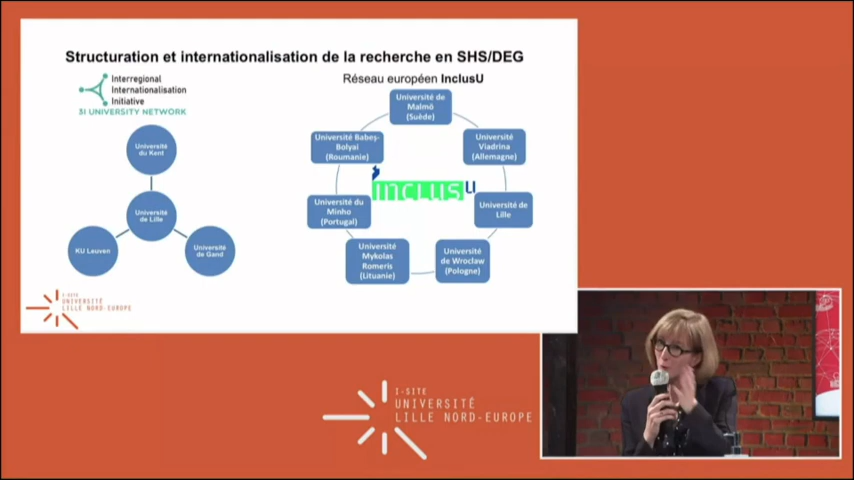 Structuration et internationalisation de la recherche en SHS/DEG
Interregional
Internationalisation
Initiative
3I UNIVERSITY NETWORK
Université
du Kent
Université
de Lille
KU Leuven
Université
de Gand
Réseau européen InclusU
Université de
Malmö
(Suède)
Université
Viadrina
(Allemagne)
Université de
Lille
Université
de Wroclaw
(Pologne)
Université
Mykolas
Romeris
(Lituanie)
Université du
Minho
(Portugal)
Université Babeş-
Bolyai
(Roumanie)
INCLUS U
I-SITE
UNIVERSITÉ
LILLE NORD-EUROPE
I-SITE
UNIVERSITÉ
LILLE NORD-EUROPE